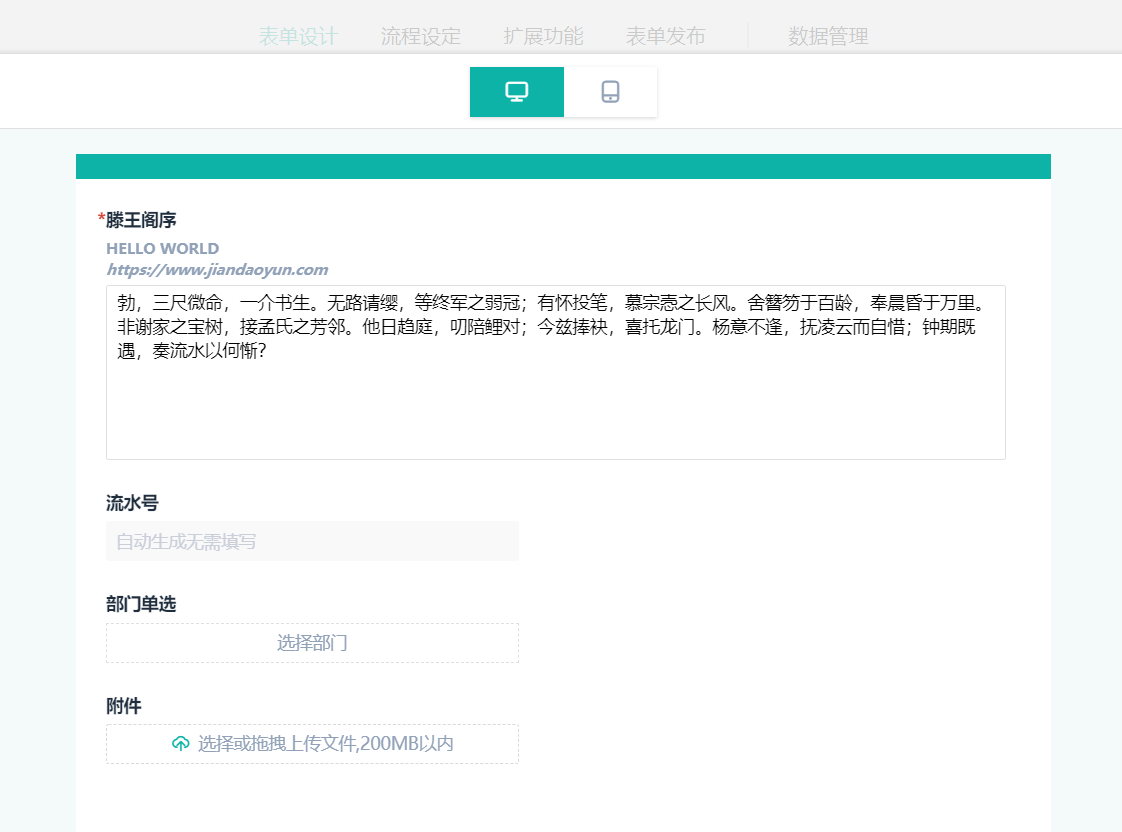 表单设计 流程设定 扩展功能 表单发布 数据管理
*滕王阁序
HELLO WORLD
https://www.jiandaoyun.com
勃，三尺微命，一个书生。无路请缨，等终军之弱冠；有怀投笔，慕宗悫之长风。舍簪笏于百龄，奉晨昏于万里。
非谢家之宝树，接孟氏之芳邻。他日趋庭，叨陪鲤对；今兹捧袂，喜托龙门。杨意不逢，抚凌云而自惜；钟期既
遇，奏流水以何惭？
流水号
自动生成无需填写
部门单选
选择部门
附件
选择或拖拽上传文件,200MB以内